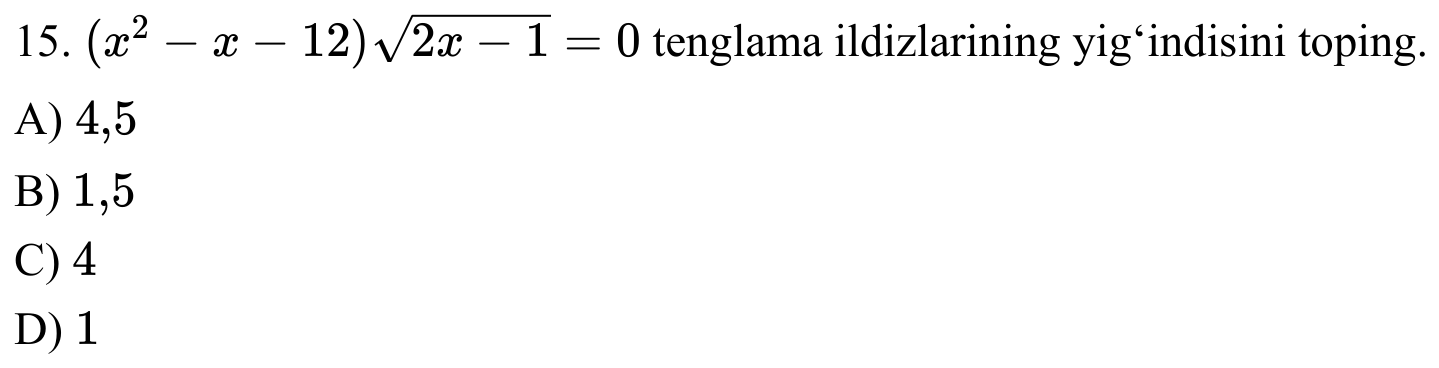 15. (x² − x − 12)√(2x − 1) = 0 tenglama ildizlarining yig‘indisini toping.
A) 4,5
B) 1,5
C) 4
D) 1